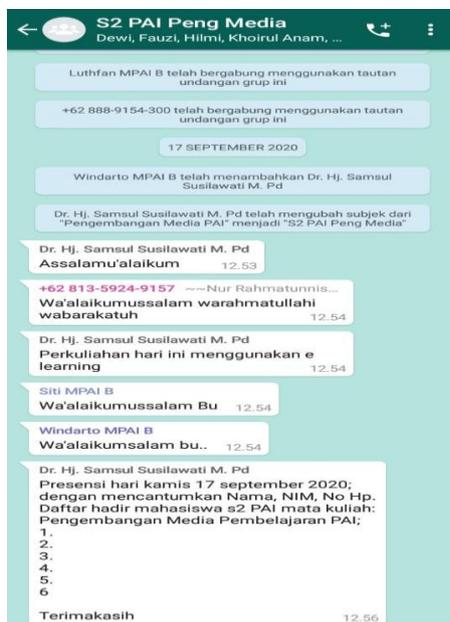 S2 PAI Peng Media
Dewi, Fauzi, Hilmi, Khoirul Anam, ...
Luthfan MPAI B telah bergabung menggunakan tautan
undangan grup ini
+62 888-9154-300 telah bergabung menggunakan tautan
undangan grup ini
17 SEPTEMBER 2020
Windarto MPAI B telah menambahkan Dr. Hj. Samsul
Susilawati M. Pd
Dr. Hj. Samsul Susilawati M. Pd telah mengubah subjek dari
"Pengembangan Media PAI" menjadi "S2 PAI Peng Media"
Dr. Hj. Samsul Susilawati M. Pd
Assalamu'alaikum 12.53
+62 813-5924-9157 ~~Nur Rahmatunnis...
Wa'alaikumussalam warahmatullahi
wabarakatuh 12.54
Dr. Hj. Samsul Susilawati M. Pd
Perkuliahan hari ini menggunakan e
learning 12.54
Siti MPAI B
Wa'alaikumussalam Bu 12.54
Windarto MPAI B
Wa'alaikumsalam bu.. 12.54
Dr. Hj. Samsul Susilawati M. Pd
Presensi hari kamis 17 september 2020;
dengan mencantumkan Nama, NIM, No Hp.
Daftar hadir mahasiswa s2 PAI mata kuliah:
Pengembangan Media Pembelajaran PAI;
1.
2.
3.
4.
5.
6
Terimakasih 12.56